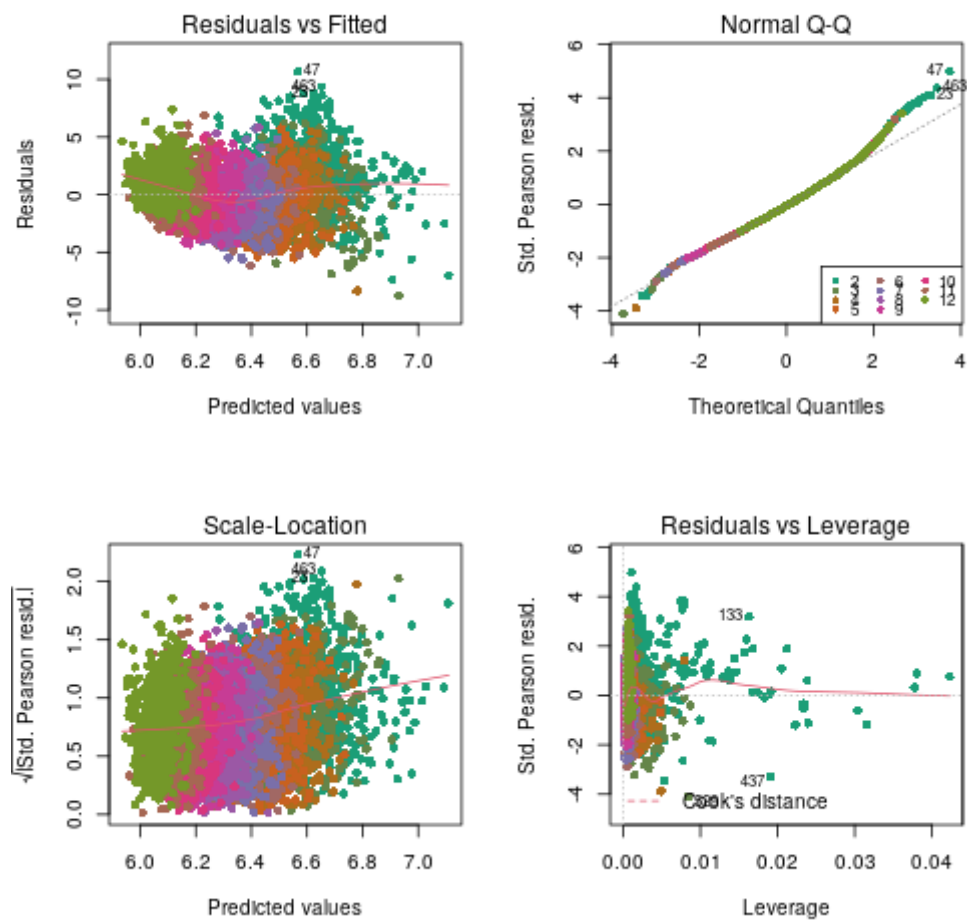 Residuals vs Fitted
Residuals
10
5
0
-5
-10
47
463
23
6.0 6.2 6.4 6.6 6.8 7.0
Predicted values
Normal Q-Q
Std. Pearson resid.
6
4
2
0
-2
-4
47
463
23
2 6 10
3 7 11
8 12
5 9
-4 -2 0 2 4
Theoretical Quantiles
Scale-Location
√|Std. Pearson resid.|
2.0
1.5
1.0
0.5
0.0
47
463
23
6.0 6.2 6.4 6.6 6.8 7.0
Predicted values
Residuals vs Leverage
Std. Pearson resid.
6
4
2
0
-2
-4
133
437
Cook's distance
0.00 0.01 0.02 0.03 0.04
Leverage